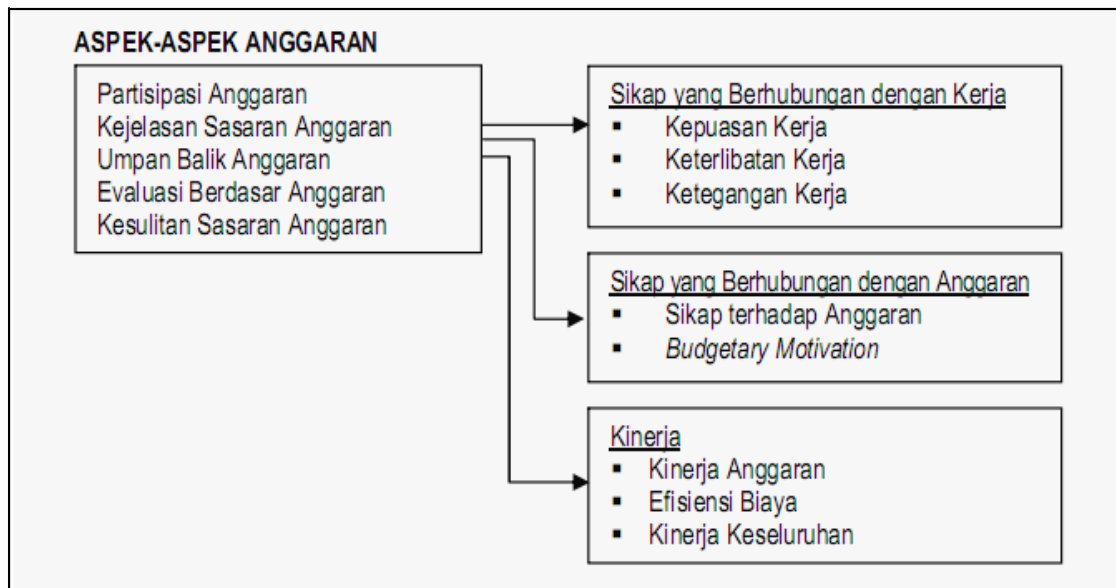 ASPEK-ASPEK ANGGARAN
Partisipasi Anggaran
Kejelasan Sasaran Anggaran
Umpan Balik Anggaran
Evaluasi Berdasar Anggaran
Kesulitan Sasaran Anggaran
Sikap yang Berhubungan dengan Kerja
▪ Kepuasan Kerja
▪ Keterlibatan Kerja
▪ Ketegangan Kerja
Sikap yang Berhubungan dengan Anggaran
▪ Sikap terhadap Anggaran
▪ Budgetary Motivation
Kinerja
▪ Kinerja Anggaran
▪ Efisiensi Biaya
▪ Kinerja Keseluruhan